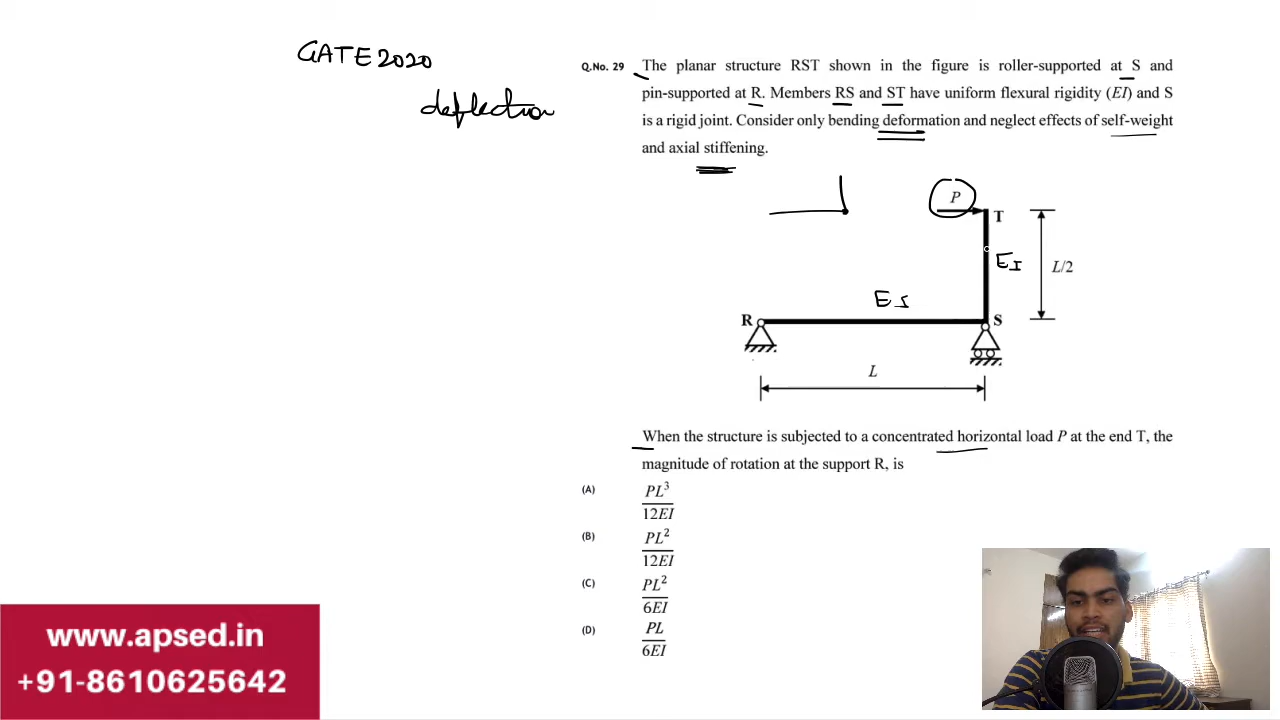 GATE 2020
deflection
Q.No. 29 The planar structure RST shown in the figure is roller-supported at S and
pin-supported at R. Members RS and ST have uniform flexural rigidity (EI) and S
is a rigid joint. Consider only bending deformation and neglect effects of self-weight
and axial stiffening.
P
T
EI
L/2
EI
R
S
L
When the structure is subjected to a concentrated horizontal load P at the end T, the
magnitude of rotation at the support R, is
(A) PL³
12EI
(B) PL²
12EI
(C) PL²
6EI
(D) PL
6EI
www.apsed.in
+91-8610625642